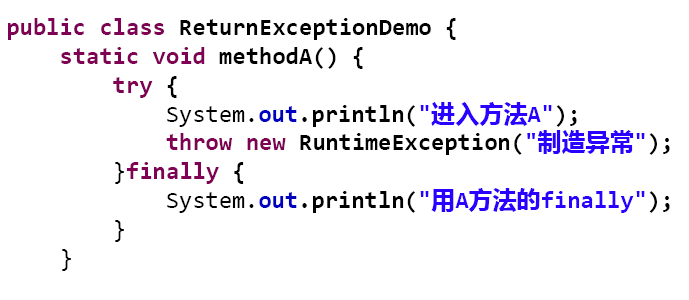 public class ReturnExceptionDemo {
    static void methodA() {
        try {
            System.out.println("进入方法A");
            throw new RuntimeException("制造异常");
        }finally {
            System.out.println("用A方法的finally");
        }
    }